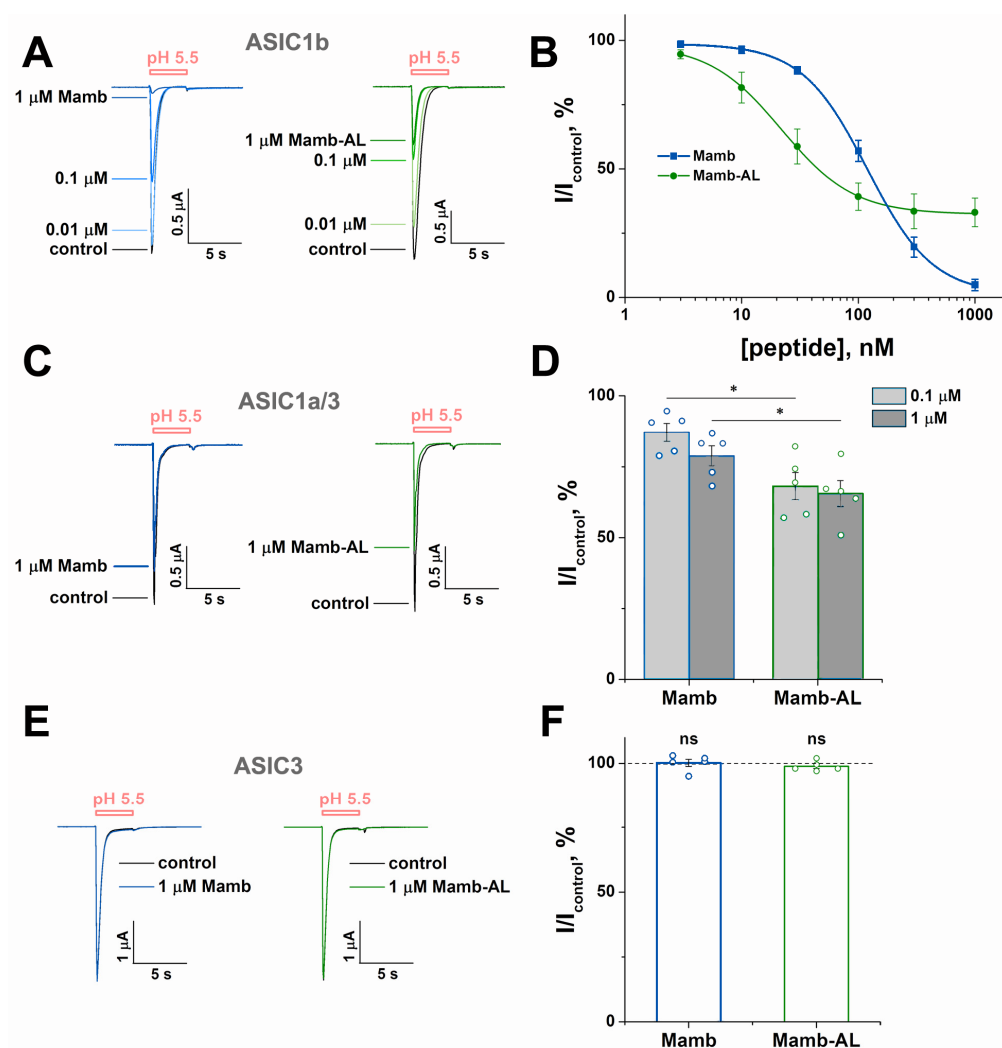 A
ASIC1b
pH 5.5
1 μM Mamb
0.1 μM
0.01 μM
control
0.5 μA
5 s
pH 5.5
1 μM Mamb-AL
0.1 μM
0.01 μM
control
0.5 μA
5 s
B
I/Icontrol, %
100
50
0
Mamb
Mamb-AL
1
10
100
1000
[peptide], nM
C
ASIC1a/3
pH 5.5
1 μM Mamb
control
0.5 μA
5 s
pH 5.5
1 μM Mamb-AL
control
0.5 μA
5 s
D
I/Icontrol, %
100
50
0
*
*
0.1 μM
1 μM
Mamb
Mamb-AL
E
ASIC3
pH 5.5
control
1 μM Mamb
1 μA
5 s
pH 5.5
control
1 μM Mamb-AL
1 μA
5 s
F
I/Icontrol, %
100
50
0
ns
ns
Mamb
Mamb-AL